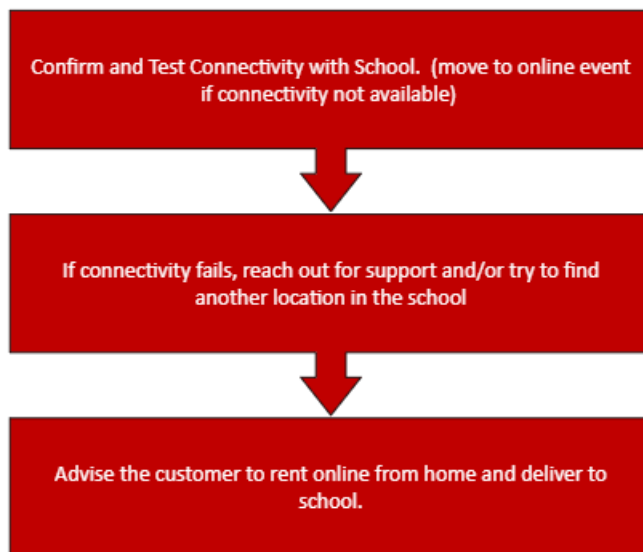 Confirm and Test Connectivity with School.  (move to online event
if connectivity not available)
If connectivity fails, reach out for support and/or try to find
another location in the school
Advise the customer to rent online from home and deliver to
school.